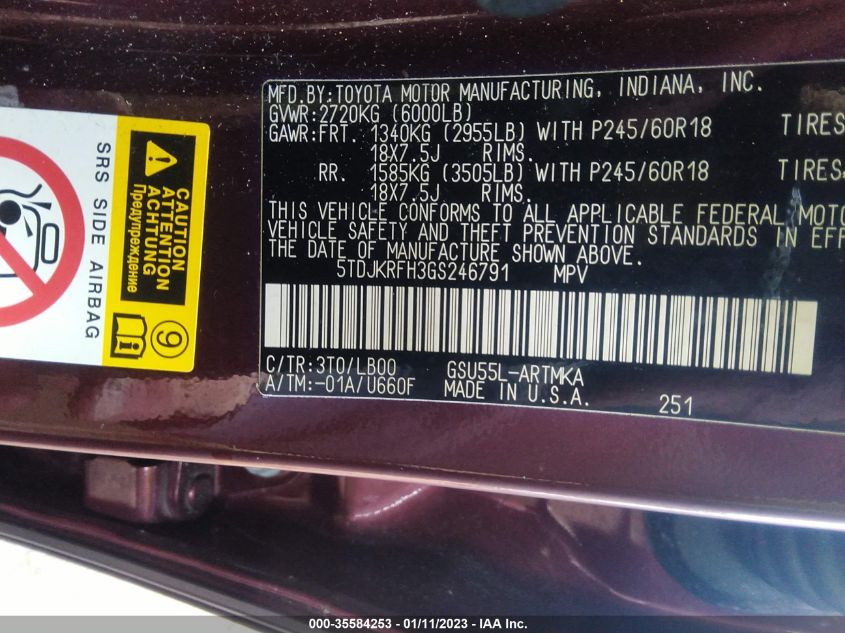 MFD.BY:TOYOTA MOTOR MANUFACTURING, INDIANA, INC.
GVWR:2720KG (6000LB)
GAWR:FRT. 1340KG (2955LB) WITH P245/60R18 TIRES
18X7.5J RIMS.
RR. 1585KG (3505LB) WITH P245/60R18 TIRES
18X7.5J RIMS.
THIS VEHICLE CONFORMS TO ALL APPLICABLE FEDERAL MOTO
VEHICLE SAFETY AND THEFT PREVENTION STANDARDS IN EFF
THE DATE OF MANUFACTURE SHOWN ABOVE.
5TDJKRFH3GS246791 MPV
C/TR:3T0/LB00 GSU55L-ARTMKA
A/TM:-01A/U660F MADE IN U.S.A.
251
SRS SIDE AIRBAG
CAUTION
ATTENTION
ACHTUNG
Предупреждение
9
000-35584253 - 01/11/2023 - IAA Inc.